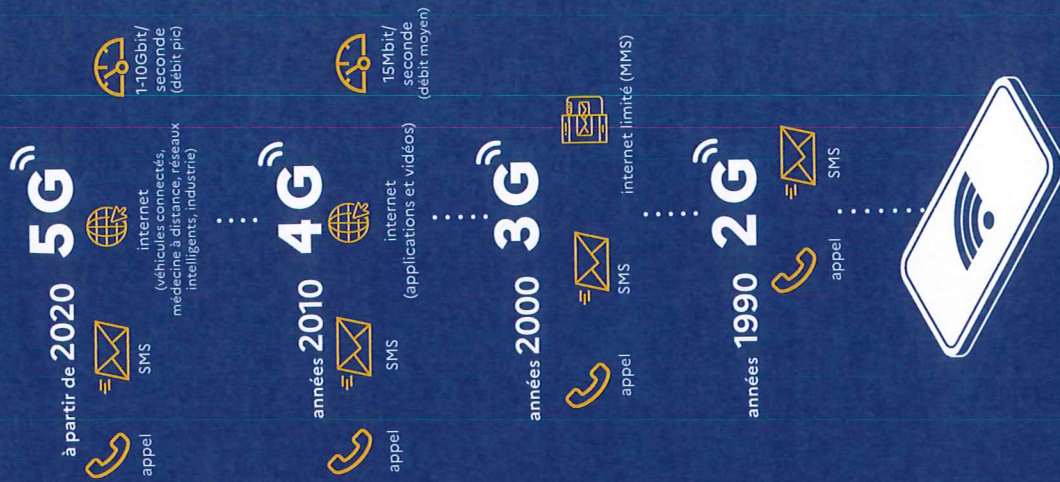 à partir de 2020 5G
appel
SMS
internet
(véhicules connectés,
médecine à distance, réseaux
intelligents, industrie)
1-10Gbit/
seconde
(débit pic)
années 2010 4G
appel
SMS
internet
(applications et vidéos)
15Mbit/
seconde
(débit moyen)
années 2000 3G
appel
SMS
internet limité (MMS)
années 1990 2G
appel
SMS